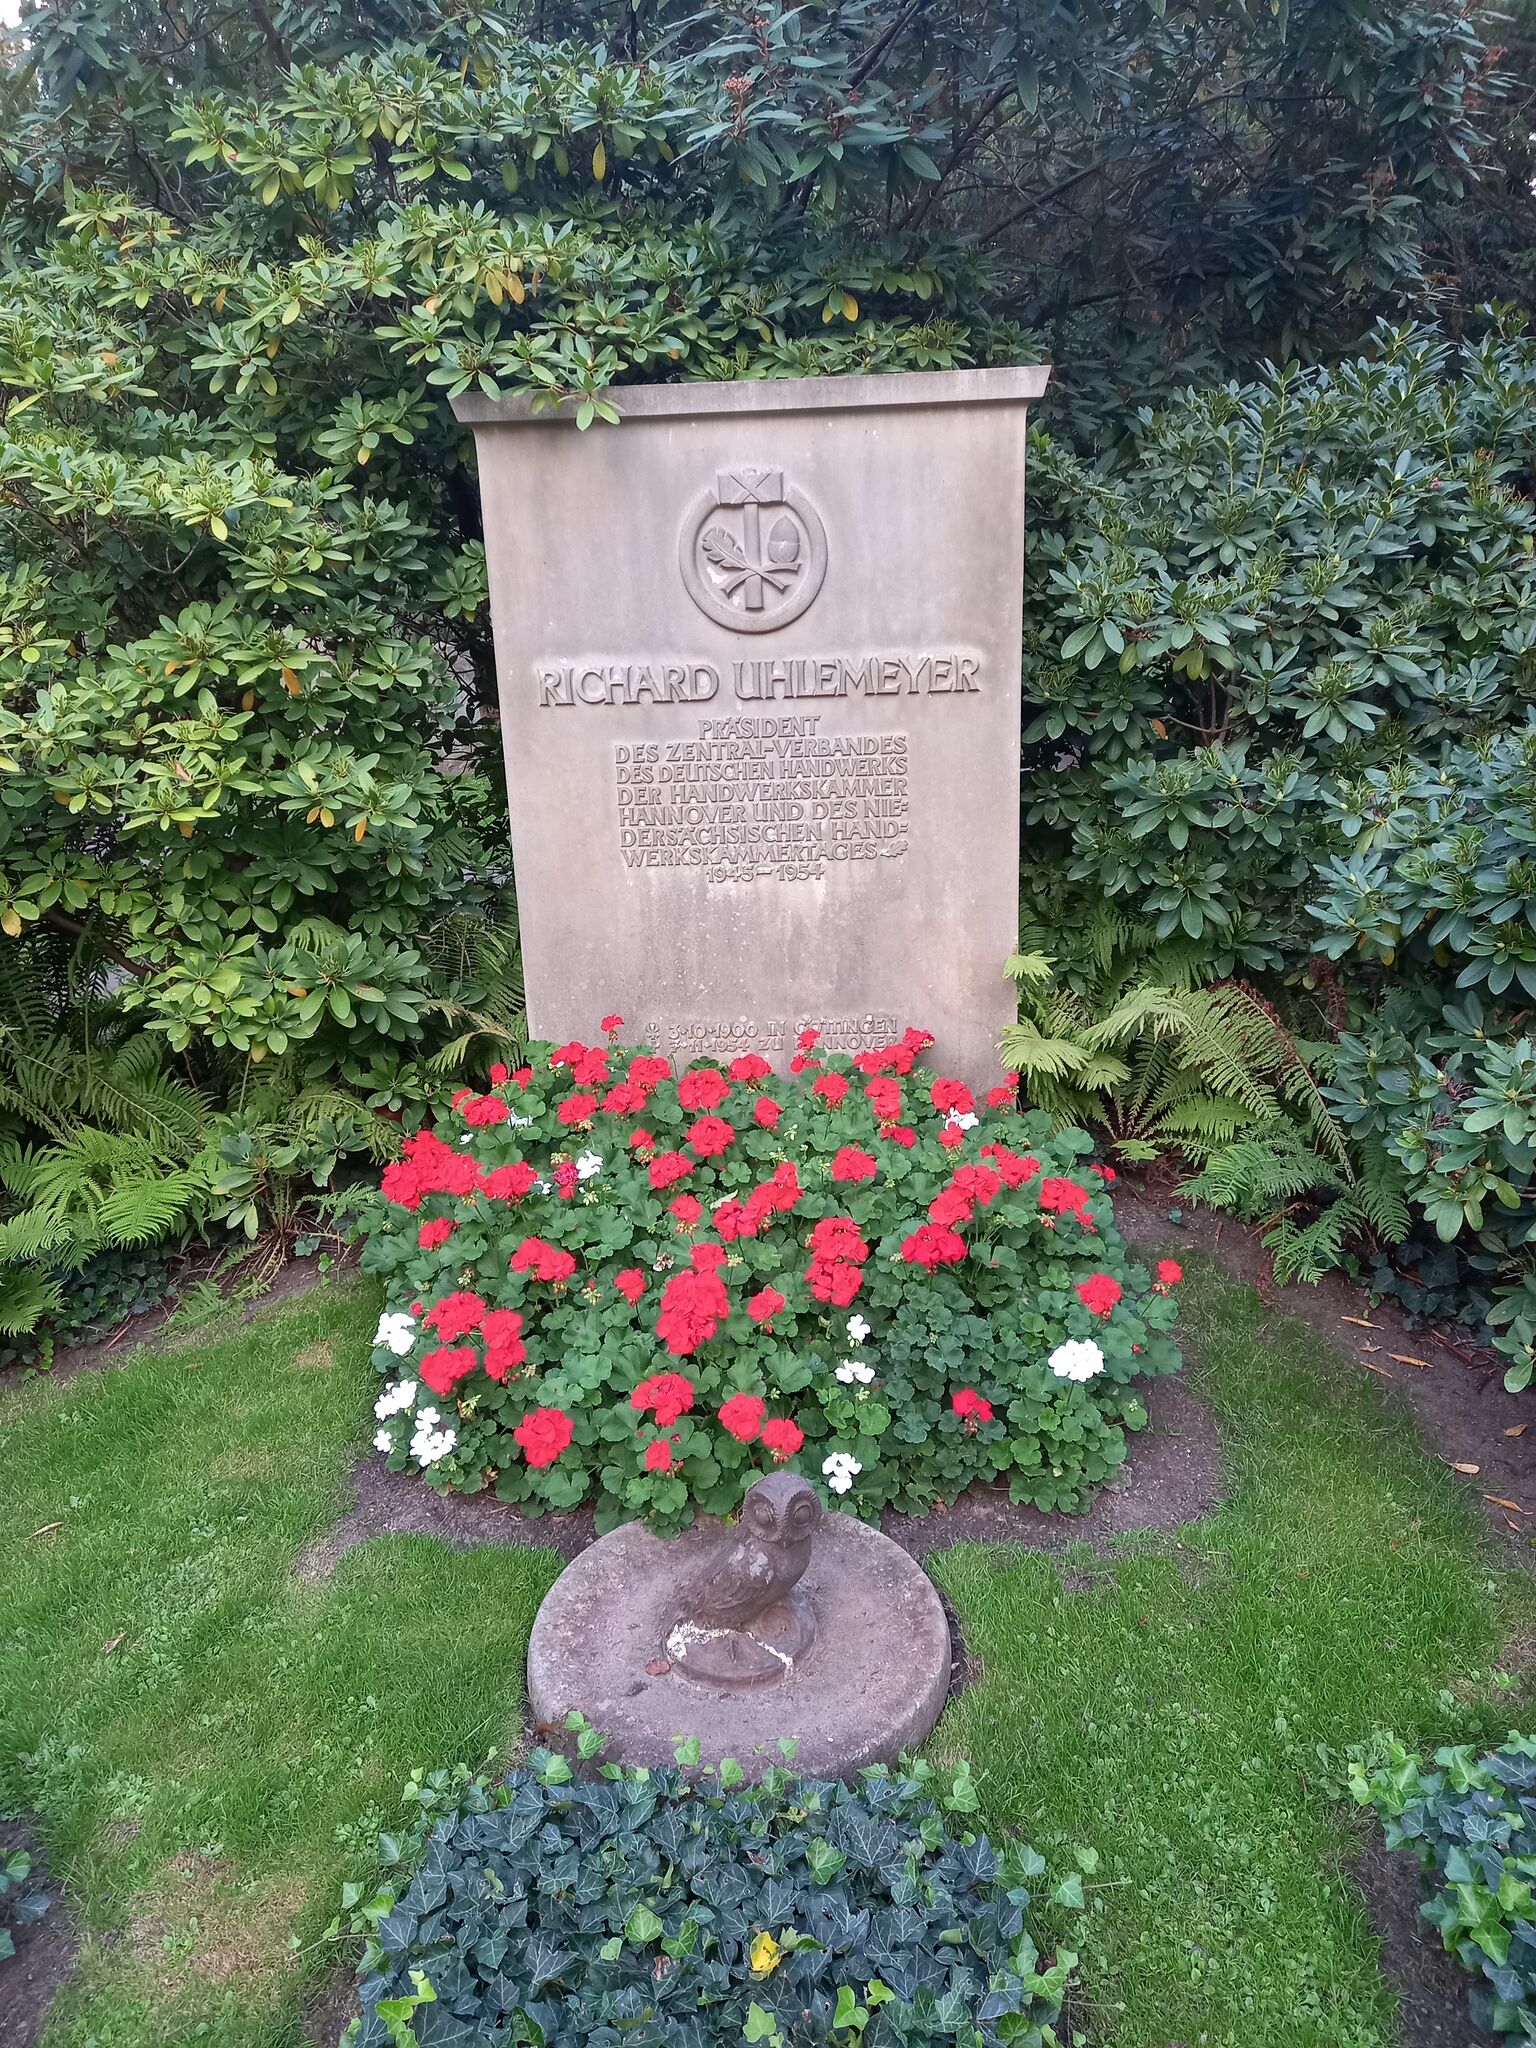 RICHARD UHLEMEYER
PRÄSIDENT
DES ZENTRAL-VERBANDES
DES DEUTSCHEN HANDWERKS
DER HANDWERKSKAMMER
HANNOVER UND DES NIE=
DERSÄCHSISCHEN HAND=
WERKSKAMMERTAGES
1945-1954
* 3·10·1900 IN GÖTTINGEN
11·1954 ZU HANNOVER